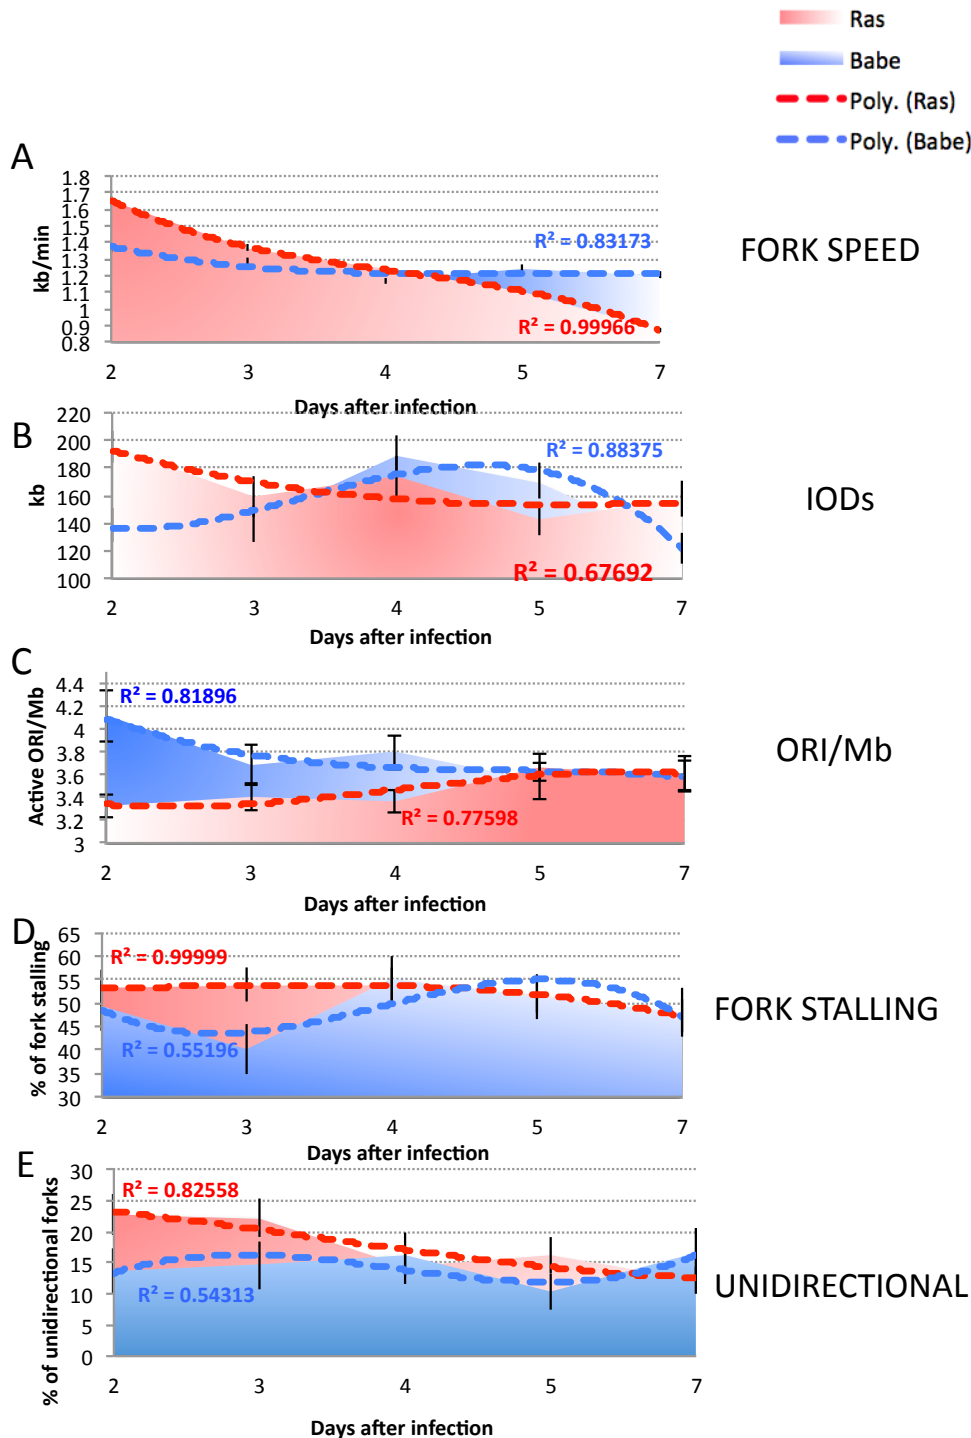 Ras
Babe
Poly. (Ras)
Poly. (Babe)
A
1.8
1.7
1.6
1.5
1.4
1.3
1.2
1.1
1
0.9
0.8
kb/min
R² = 0.83173
R² = 0.99966
2 3 4 5 7
Days after infection
FORK SPEED
B
220
200
180
160
140
120
100
kb
R² = 0.88375
R² = 0.67692
2 3 4 5 7
Days after infection
IODs
C
4.4
4.2
4
3.8
3.6
3.4
3.2
3
Active ORI/Mb
R² = 0.81896
R² = 0.77598
2 3 4 5 7
Days after infection
ORI/Mb
D
65
60
55
50
45
40
35
30
% of fork stalling
R² = 0.99999
R² = 0.55196
2 3 4 5 7
Days after infection
FORK STALLING
E
30
25
20
15
10
5
0
% of unidirectional forks
R² = 0.82558
R² = 0.54313
2 3 4 5 7
Days after infection
UNIDIRECTIONAL